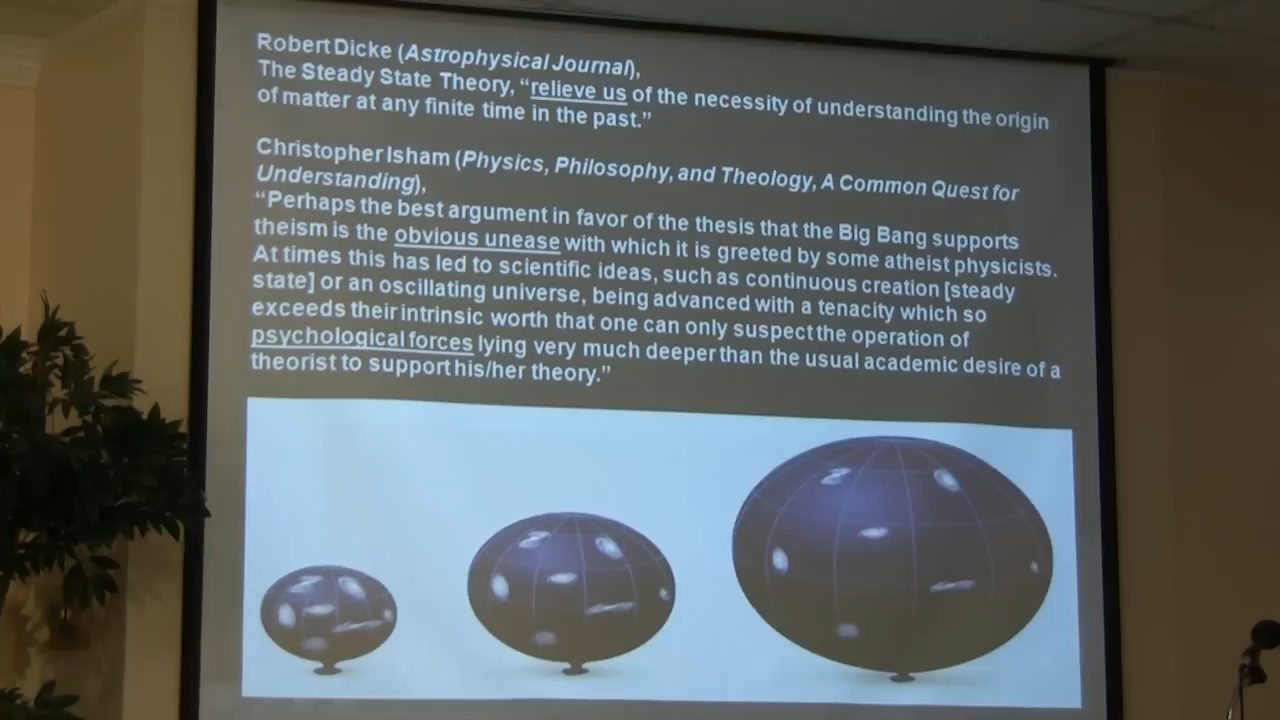 Robert Dicke (Astrophysical Journal),
The Steady State Theory, “relieve us of the necessity of understanding the origin
of matter at any finite time in the past.”
Christopher Isham (Physics, Philosophy, and Theology, A Common Quest for
Understanding),
“Perhaps the best argument in favor of the thesis that the Big Bang supports
theism is the obvious unease with which it is greeted by some atheist physicists.
At times this has led to scientific ideas, such as continuous creation [steady
state] or an oscillating universe, being advanced with a tenacity which so
exceeds their intrinsic worth that one can only suspect the operation of
psychological forces lying very much deeper than the usual academic desire of a
theorist to support his/her theory.”